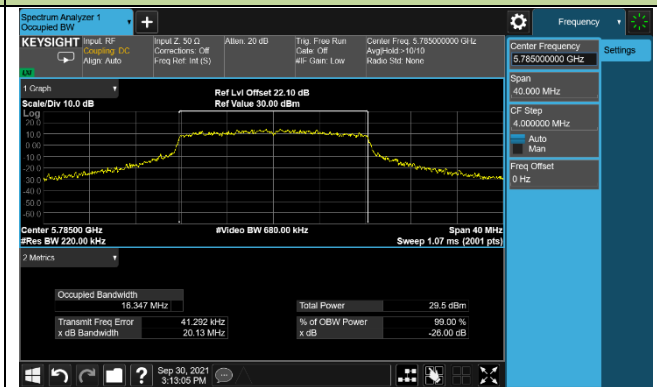 Spectrum Analyzer 1
Occupied BW
+
Frequency
KEYSIGHT
Input: RF
Coupling: DC
Align: Auto
Input Z: 50 Ω
Corrections: Off
Freq Ref: Int (S)
Atten: 20 dB
Trig: Free Run
Gate: Off
#IF Gain: Low
Center Freq: 5.785000000 GHz
Avg|Hold:>10/10
Radio Std: None
LXI
Center Frequency
5.785000000 GHz
Settings
Span
40.000 MHz
CF Step
4.000000 MHz
Auto
Man
Freq Offset
0 Hz
1 Graph
Scale/Div 10.0 dB
Ref Lvl Offset 22.10 dB
Ref Value 30.00 dBm
Log
20.0
10.0
0.00
-10.0
-20.0
-30.0
-40.0
-50.0
-60.0
Center 5.78500 GHz
#Res BW 220.00 kHz
#Video BW 680.00 kHz
Span 40 MHz
Sweep 1.07 ms (2001 pts)
2 Metrics
Occupied Bandwidth
16.347 MHz
Total Power 29.5 dBm
Transmit Freq Error 41.292 kHz
% of OBW Power 99.00 %
x dB Bandwidth 20.13 MHz
x dB -26.00 dB
?
Sep 30, 2021
3:13:05 PM